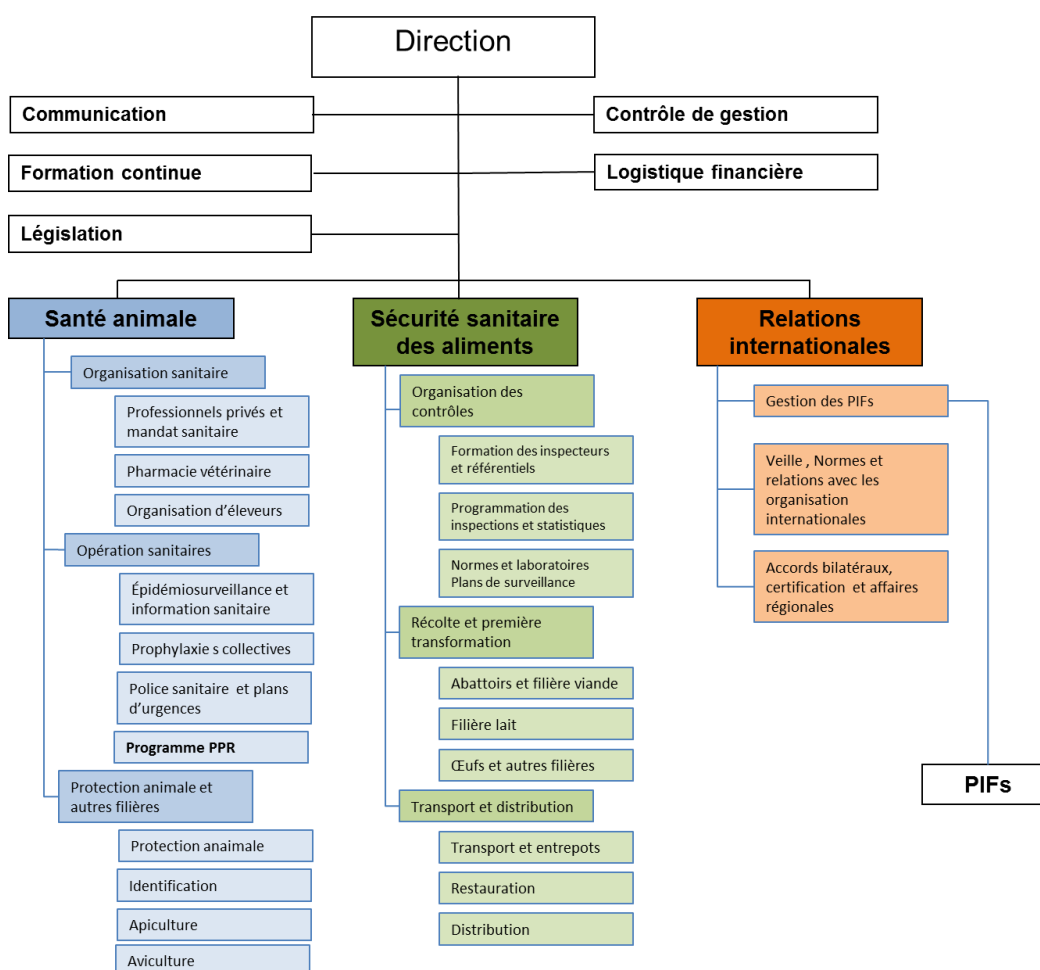 Direction
Communication
Contrôle de gestion
Formation continue
Logistique financière
Législation
Santé animale
Organisation sanitaire
Professionnels privés et
mandat sanitaire
Pharmacie vétérinaire
Organisation d'éleveurs
Opération sanitaires
Épidémiosurveillance et
information sanitaire
Prophylaxie s collectives
Police sanitaire et plans
d'urgences
Programme PPR
Protection animale et
autres filières
Protection anaimale
Identification
Apiculture
Aviculture
Sécurité sanitaire
des aliments
Organisation des
contrôles
Formation des inspecteurs
et référentiels
Programmation des
inspections et statistiques
Normes et laboratoires
Plans de surveillance
Récolte et première
transformation
Abattoirs et filière viande
Filière lait
Œufs et autres filières
Transport et distribution
Transport et entrepots
Restauration
Distribution
Relations
internationales
Gestion des PIFs
Veille , Normes et
relations avec les
organisation
internationales
Accords bilatéraux,
certification et affaires
régionales
PIFs